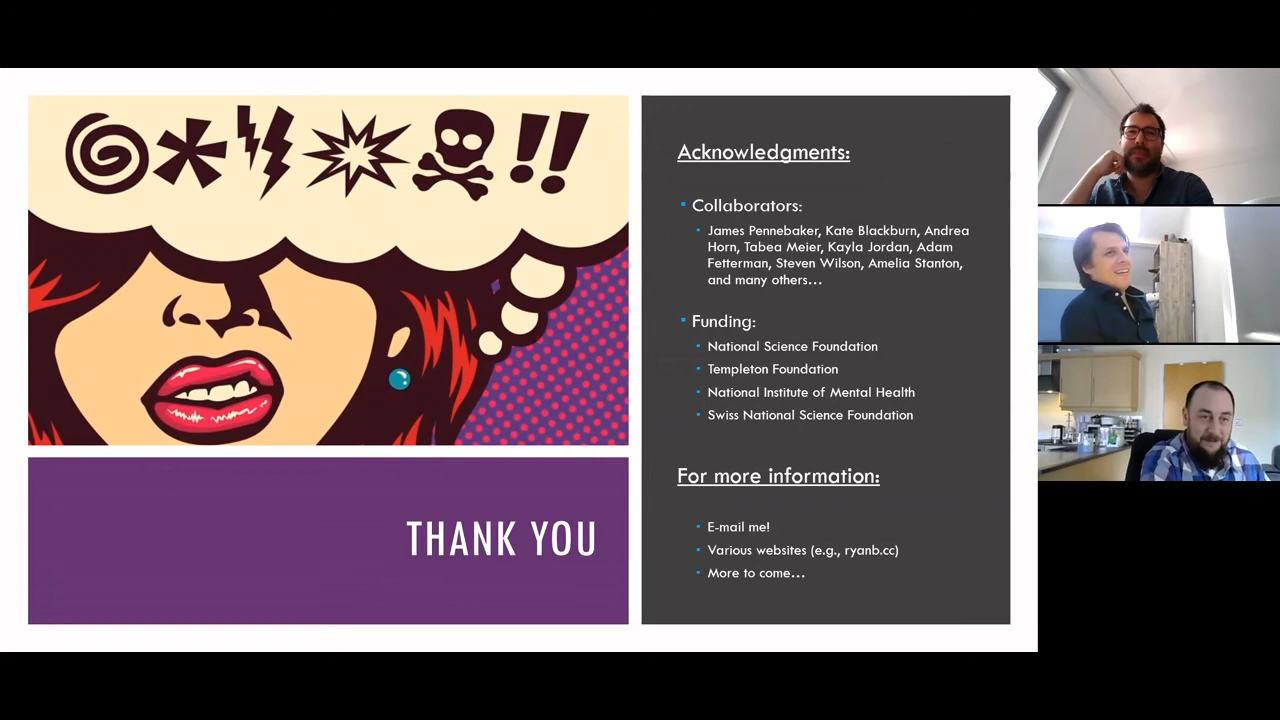 @*!!
THANK YOU
Acknowledgments:
Collaborators:
James Pennebaker, Kate Blackburn, Andrea
Horn, Tabea Meier, Kayla Jordan, Adam
Fetterman, Steven Wilson, Amelia Stanton,
and many others...
Funding:
National Science Foundation
Templeton Foundation
National Institute of Mental Health
Swiss National Science Foundation
For more information:
E-mail me!
Various websites (e.g., ryanb.cc)
More to come...